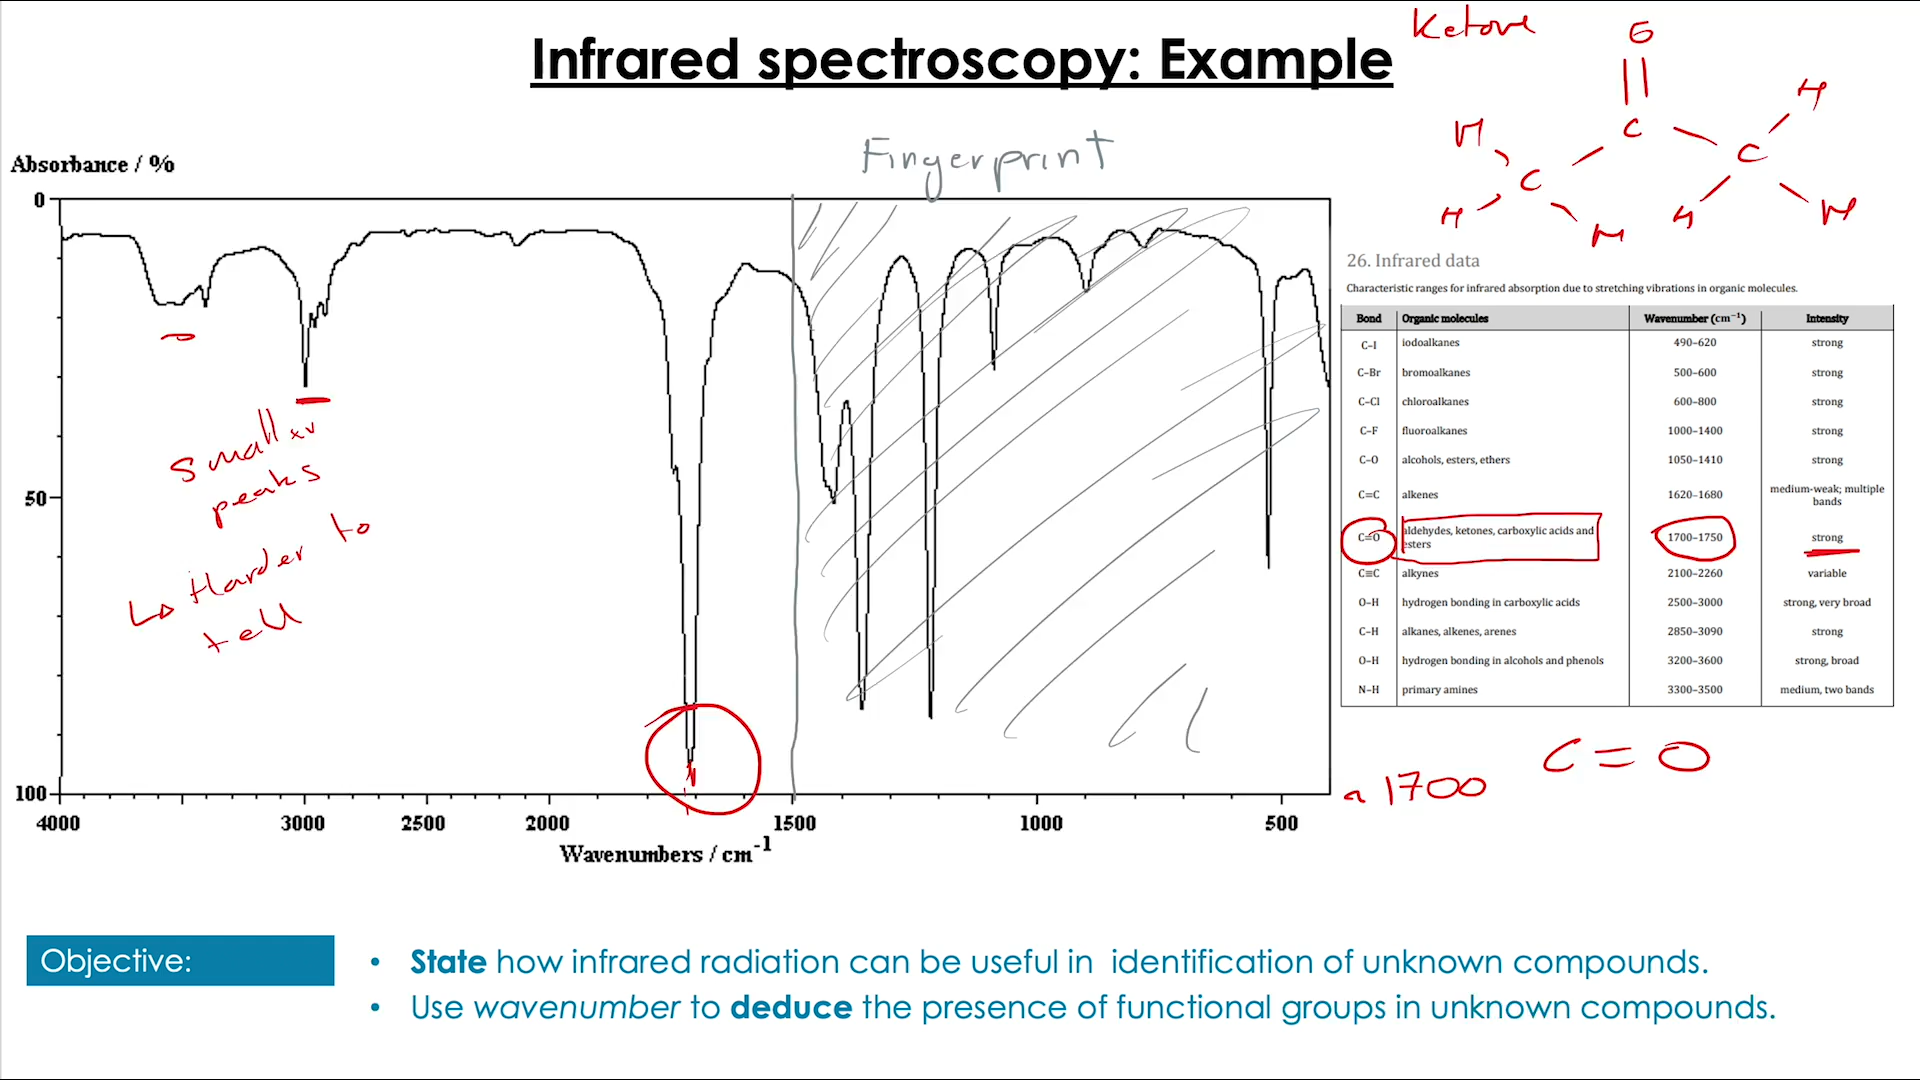 Infrared spectroscopy: Example
Ketone
O
||
C
H
H
C
C
H
H
H
H
Fingerprint
Absorbance / %
0
50
100
4000 3000 2500 2000 1500 1000 500
Wavenumbers / cm⁻¹
small
peaks
↳ Harder to
tell
26. Infrared data
Characteristic ranges for infrared absorption due to stretching vibrations in organic molecules.
Bond Organic molecules Wavenumber (cm⁻¹) Intensity
C–I iodoalkanes 490–620 strong
C–Br bromoalkanes 500–600 strong
C–Cl chloroalkanes 600–800 strong
C–F fluoroalkanes 1000–1400 strong
C–O alcohols, esters, ethers 1050–1410 strong
C=C alkenes 1620–1680 medium-weak; multiple
bands
C=O aldehydes, ketones, carboxylic acids and
esters 1700–1750 strong
C≡C alkynes 2100–2260 variable
O–H hydrogen bonding in carboxylic acids 2500–3000 strong, very broad
C–H alkanes, alkenes, arenes 2850–3090 strong
O–H hydrogen bonding in alcohols and phenols 3200–3600 strong, broad
N–H primary amines 3300–3500 medium, two bands
~ 1700
C = O
Objective:
• State how infrared radiation can be useful in identification of unknown compounds.
• Use wavenumber to deduce the presence of functional groups in unknown compounds.